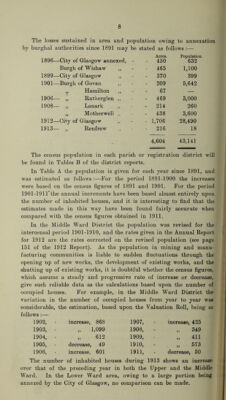 8
The losses sustained in area and population owing to annexation
by burghal authorities since 1891 may be stated as follows :—
Acres. Population.
1896—City of Glasgow annexed, - - 430 632
Burgh of Wishaw „ - - 465 1,100
1899—City of Glasgow „ - - 370 399
1901—Burgh of Govan „ - - 209 5,642
„ Hamilton „ - - 67 —
1906— „ Rutherglen „ - - 469 5,000
1908— „ Lanark „ - - 214 260
„ Motherwell „ - - 438 3,600
1912—City of Glasgow „ - - 1,706 26,490
1913— „ Renfrew „ - - 216 18
4,604 43,141
The census population in each parish or registration district will
be found in Tables B of the district reports.
In Table A the population is given for each year since 1891, and
was estimated as follows :—For the period 1891-1900 the increases
were based on the census figures of 1891 and 1901. For the period
1901-1911 the annual increments have been based almost entirely upon
the number of inhabited houses, and it is interesting to find that the
estimates made in this way have been found fairly accurate when
compared with the census figures obtained in 1911.
In the Middle Ward District the population was revised for the
intercensal period 1901-1910, and the rates given in the Annual Report
for 1912 are the rates corrected on the revised population (see page
151 of the 1912 Report). As the population in mining and manu-
facturing communities is liable to sudden fluctuations through the
opening up of new works, the development of existing works, and the
shutting up of existing works, it is doubtful whether the census figures,
which assume a steady and progressive rate of increase or decrease,
give such reliable data as the calculations based upon the number of
occupied houses. For example, in the Middle Ward District the
variation in the number of occupied houses from year to year was
considerable, the estimation, based upon the Valuation Roll, being as
follows :—
1902, - increase, 868 1907, - increase, 425
1903, - „ 1,099 1908, - „ 349
1904, - „ 612 1909, - „ 411
1905, - decrease, 49 1910, - „ 373
1906, - increase, 601 1911, - decrease, 50
The number of inhabited houses during 1913 shows an increase
over that of the preceding year in both the Upper and the Middle
Ward. In the Lower Ward area, owing to a large portion being
annexed by the City of Glasgow, no comparison can be made.